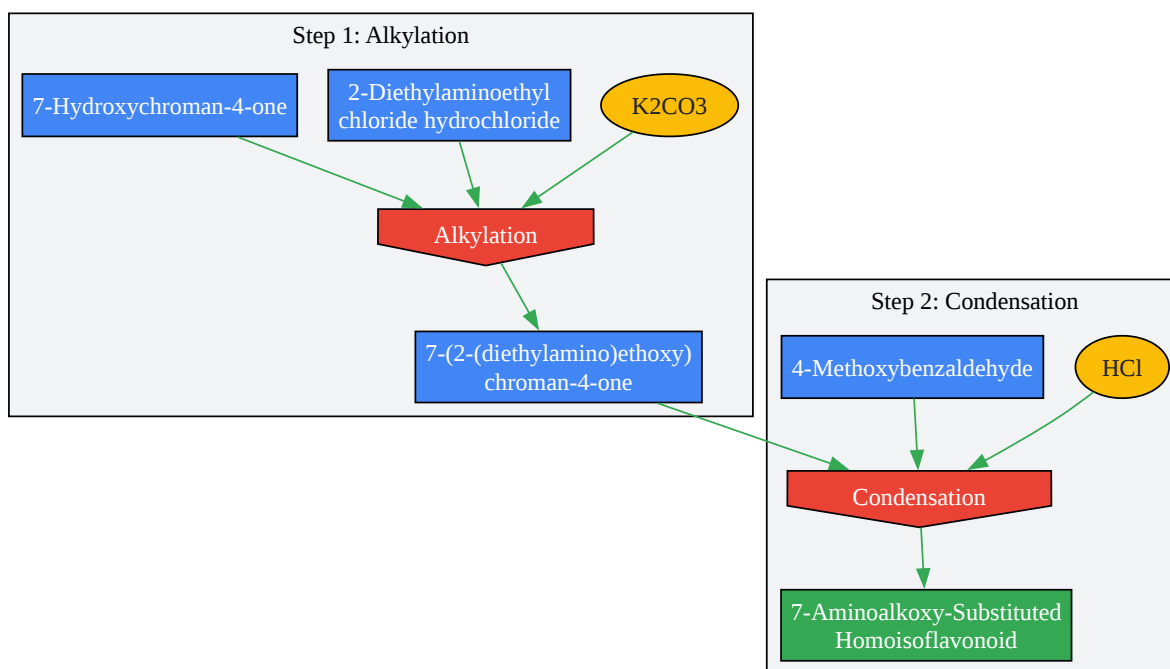 Step 1: Alkylation
7-Hydroxychroman-4-one
2-Diethylaminoethyl
chloride hydrochloride
K2CO3
Alkylation
7-(2-(diethylamino)ethoxy)
chroman-4-one
Step 2: Condensation
4-Methoxybenzaldehyde
HCl
Condensation
7-Aminoalkoxy-Substituted
Homoisoflavonoid